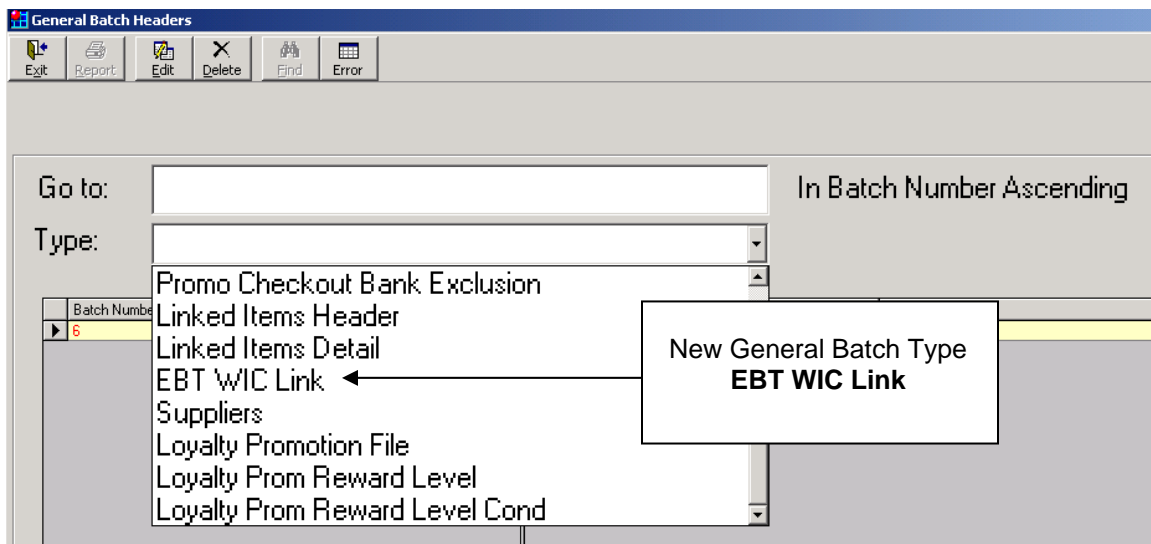 General Batch Headers
Exit Report Edit Delete Find Error
Go to: In Batch Number Ascending
Type:
Promo Checkout Bank Exclusion
Linked Items Header
Linked Items Detail
EBT WIC Link
Suppliers
Loyalty Promotion File
Loyalty Prom Reward Level
Loyalty Prom Reward Level Cond
Batch Numbe
6
New General Batch Type
EBT WIC Link